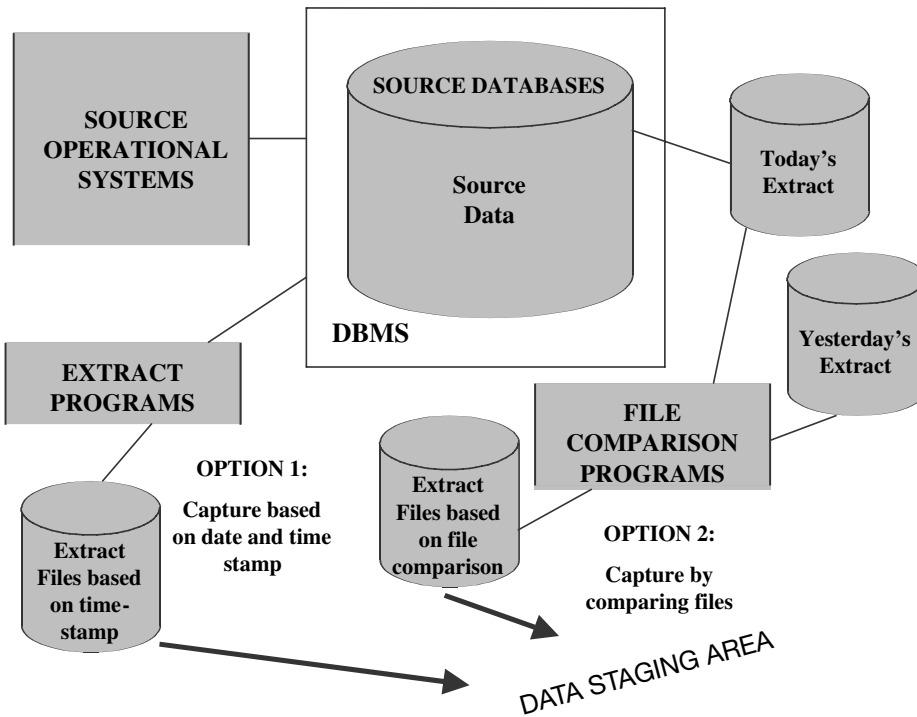 SOURCE
OPERATIONAL
SYSTEMS
SOURCE DATABASES
Source
Data
DBMS
Today’s
Extract
Yesterday’s
Extract
EXTRACT
PROGRAMS
FILE
COMPARISON
PROGRAMS
OPTION 1:
Capture based
on date and time
stamp
Extract
Files based
on time-
stamp
Extract
Files based
on file
comparison
OPTION 2:
Capture by
comparing files
DATA STAGING AREA